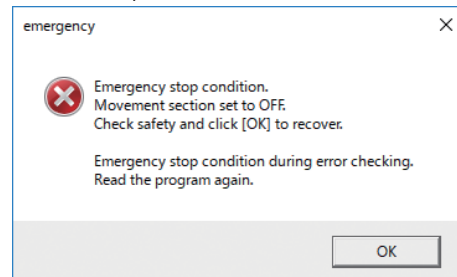 emergency
Emergency stop condition.
Movement section set to OFF.
Check safety and click [OK] to recover.
Emergency stop condition during error checking.
Read the program again.
OK